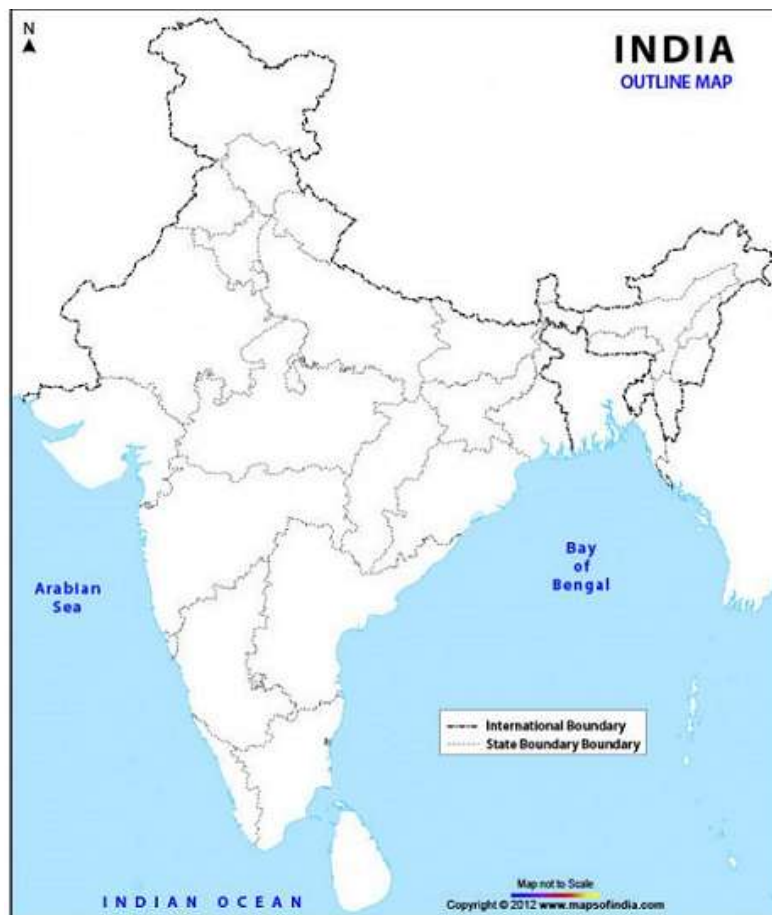 N
INDIA
OUTLINE MAP
Arabian
Sea
Bay
of
Bengal
International Boundary
State Boundary Boundary
Map not to Scale
INDIAN OCEAN
Copyright © 2012 www.mapsofindia.com